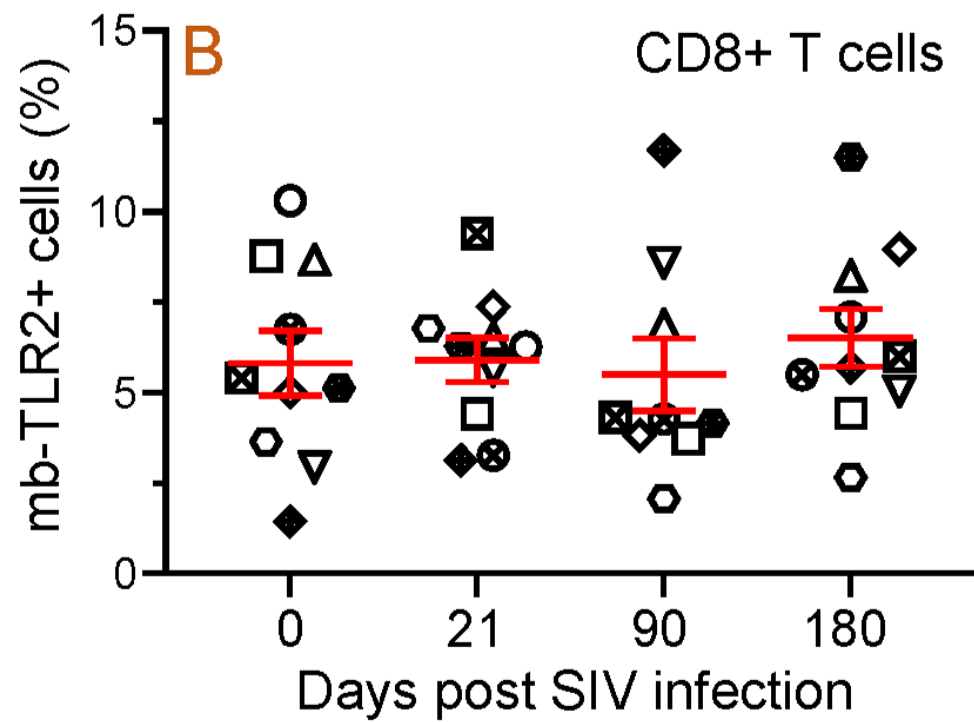 B
CD8+ T cells
mb-TLR2+ cells (%)
15
10
5
0
0 21 90 180
Days post SIV infection